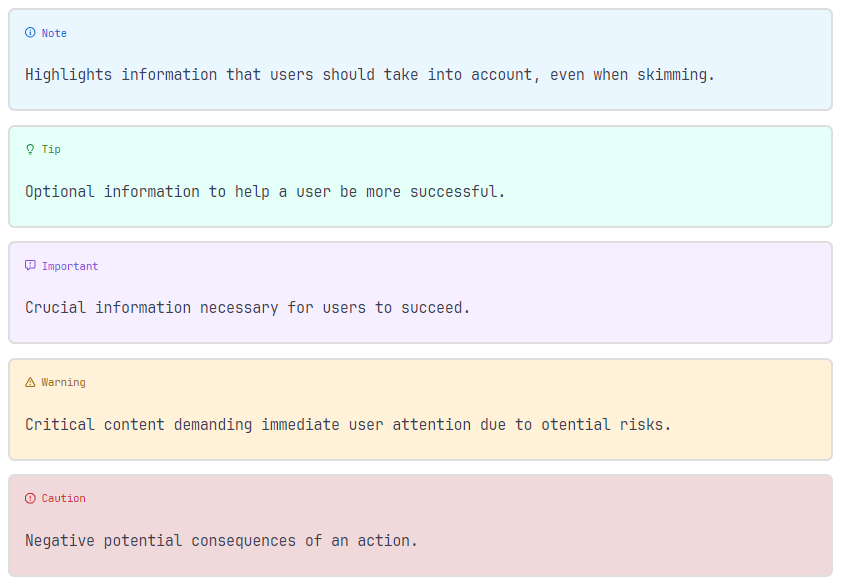 Note
Highlights information that users should take into account, even when skimming.
Tip
Optional information to help a user be more successful.
Important
Crucial information necessary for users to succeed.
Warning
Critical content demanding immediate user attention due to otential risks.
Caution
Negative potential consequences of an action.